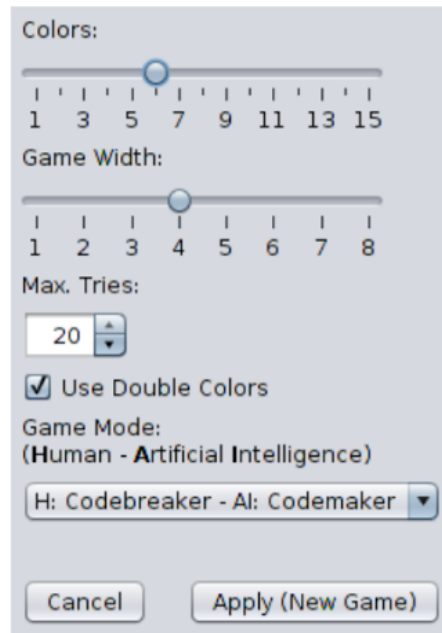 Colors:
1 3 5 7 9 11 13 15
Game Width:
1 2 3 4 5 6 7 8
Max. Tries:
20
Use Double Colors
Game Mode:
(Human - Artificial Intelligence)
H: Codebreaker - AI: Codemaker
Cancel Apply (New Game)